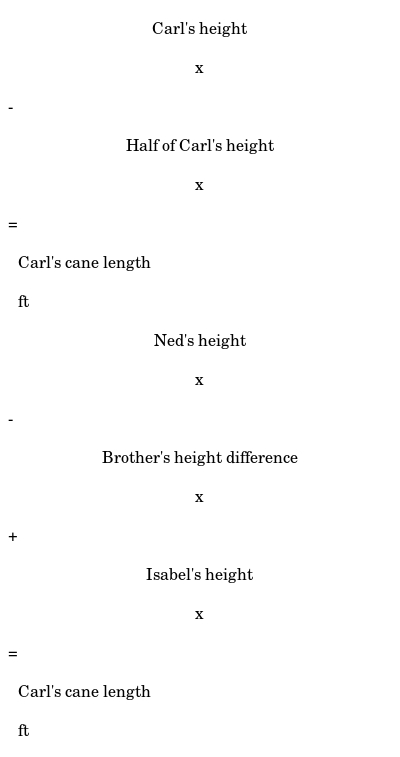 Carl's height
x
-
Half of Carl's height
x
=
Carl's cane length
ft
Ned's height
x
-
Brother's height difference
x
+
Isabel's height
x
=
Carl's cane length
ft